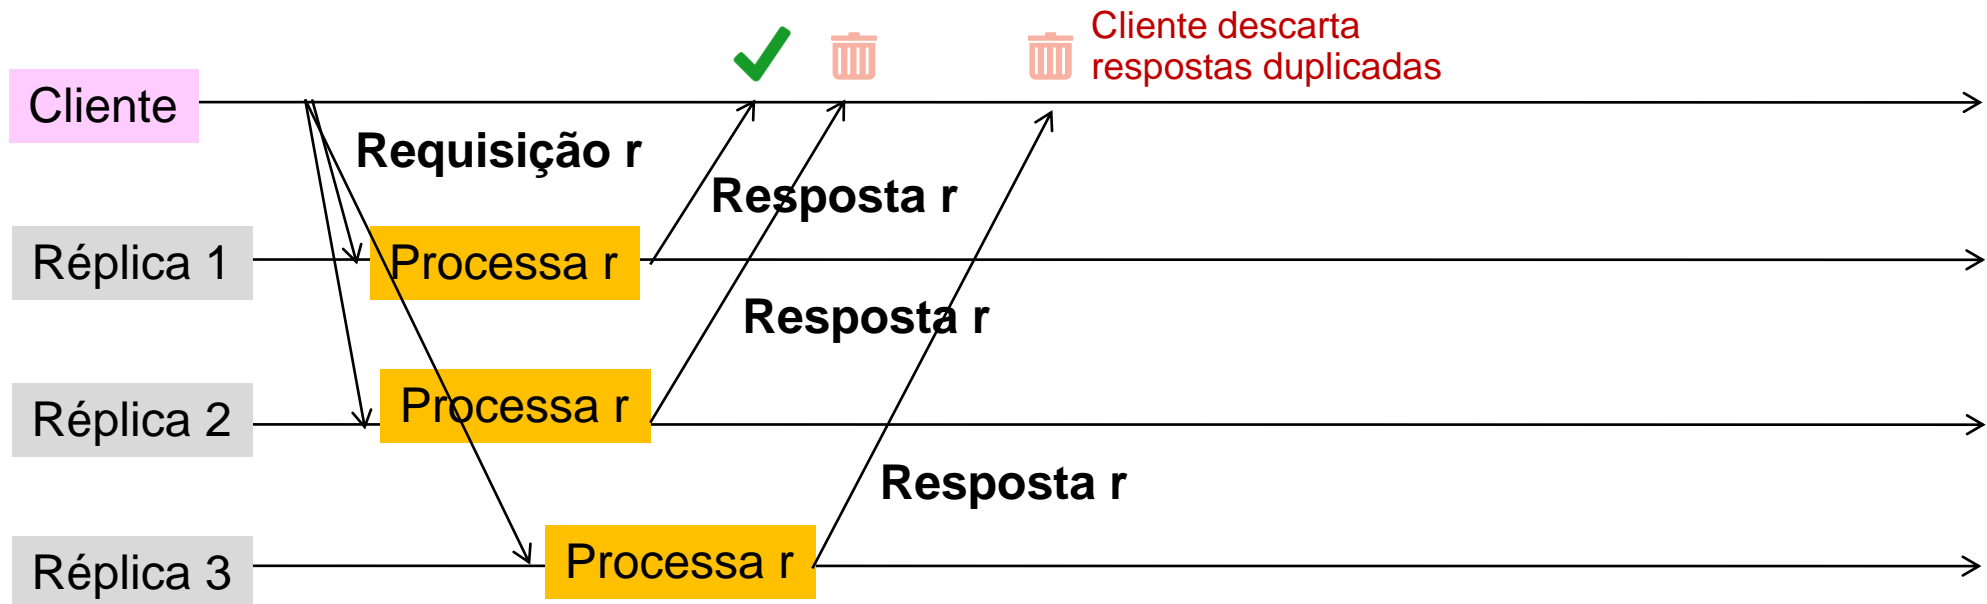 Cliente descarta
respostas duplicadas
Cliente
Requisição r
Resposta r
Réplica 1
Processa r
Resposta r
Réplica 2
Processa r
Resposta r
Réplica 3
Processa r